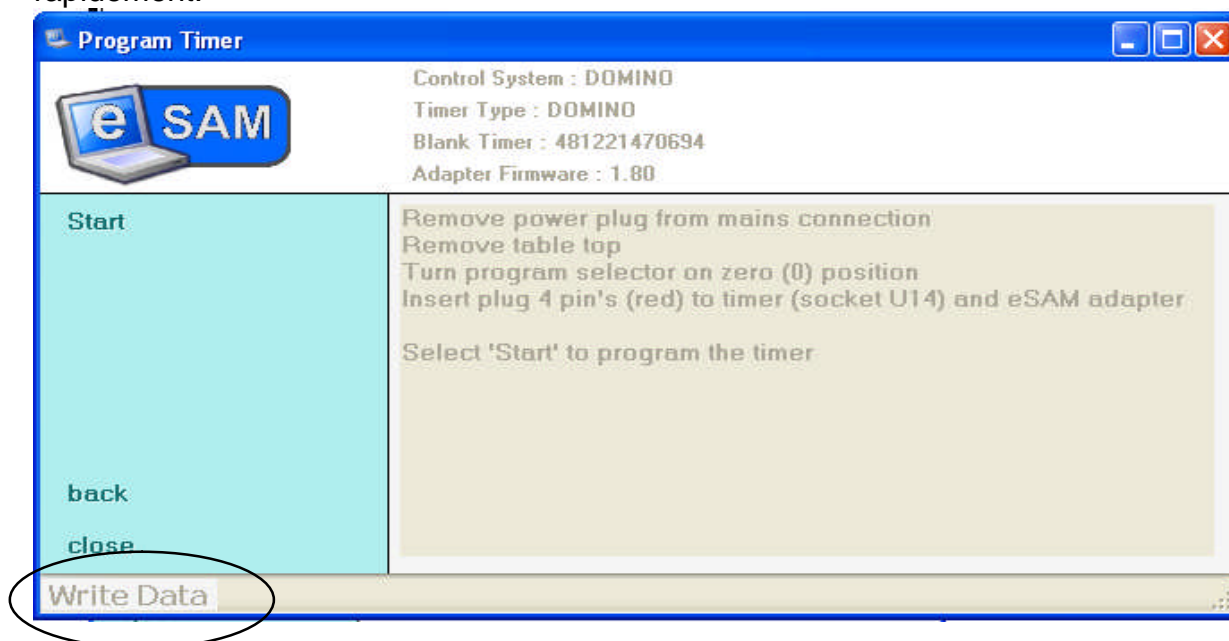 rapidement.
Program Timer
e SAM
Control System : DOMINO
Timer Type : DOMINO
Blank Timer : 481221470694
Adapter Firmware : 1.80
Start
Remove power plug from mains connection
Remove table top
Turn program selector on zero (0) position
Insert plug 4 pin's (red) to timer (socket U14) and eSAM adapter
Select 'Start' to program the timer
back
close
Write Data